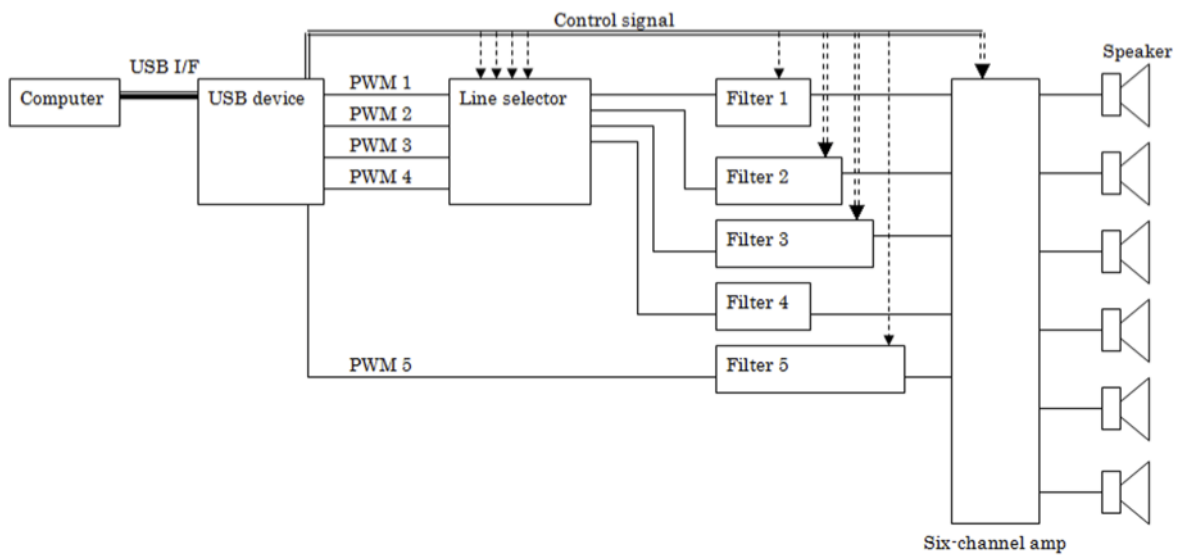 Control signal
Speaker
USB I/F
Computer
USB device
PWM 1
PWM 2
PWM 3
PWM 4
Line selector
Filter 1
Filter 2
Filter 3
Filter 4
PWM 5
Filter 5
Six-channel amp